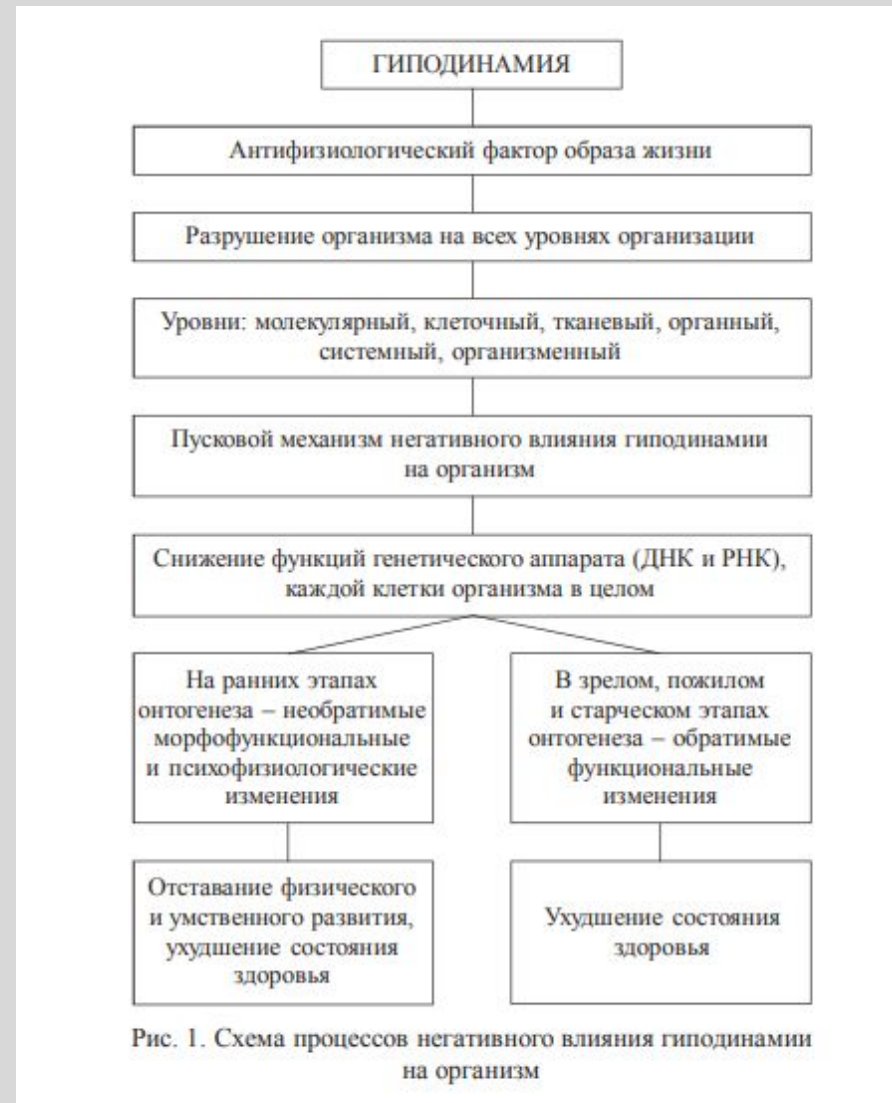 ГИПОДИНАМИЯ
Антифизиологический фактор образа жизни
Разрушение организма на всех уровнях организации
Уровни: молекулярный, клеточный, тканевый, органный,
системный, организменный
Пусковой механизм негативного влияния гиподинамии
на организм
Снижение функций генетического аппарата (ДНК и РНК),
каждой клетки организма в целом
На ранних этапах
онтогенеза – необратимые
морфофункциональные
и психофизиологические
изменения
В зрелом, пожилом
и старческом этапах
онтогенеза – обратимые
функциональные
изменения
Отставание физического
и умственного развития,
ухудшение состояния
здоровья
Ухудшение состояния
здоровья
Рис. 1. Схема процессов негативного влияния гиподинамии
на организм